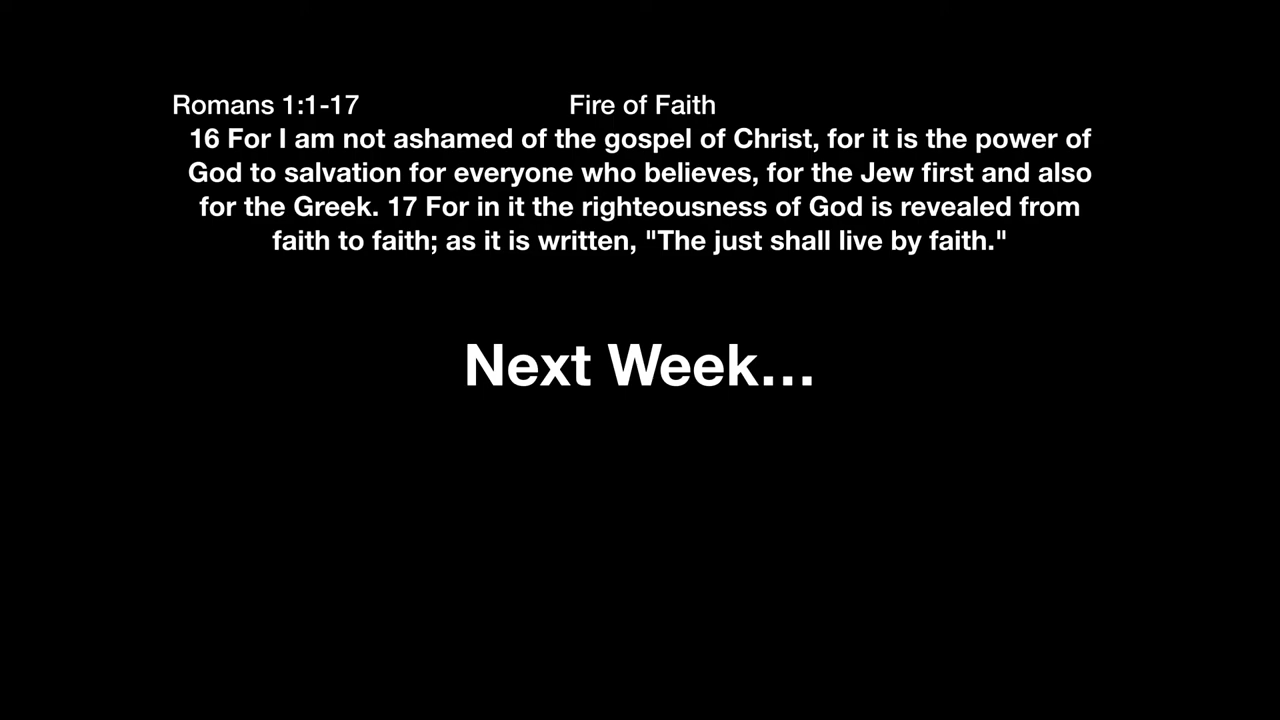 Romans 1:1-17 Fire of Faith
16 For I am not ashamed of the gospel of Christ, for it is the power of
God to salvation for everyone who believes, for the Jew first and also
for the Greek. 17 For in it the righteousness of God is revealed from
faith to faith; as it is written, "The just shall live by faith."
Next Week…